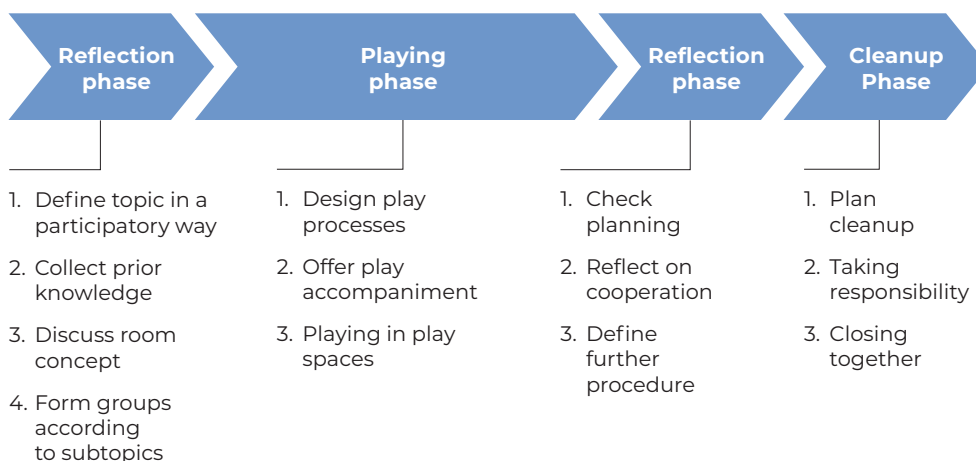 Reflection
phase
Playing
phase
Reflection
phase
Cleanup
Phase
1. Define topic in a
participatory way
2. Collect prior
knowledge
3. Discuss room
concept
4. Form groups
according
to subtopics
1. Design play
processes
2. Offer play
accompaniment
3. Playing in play
spaces
1. Check
planning
2. Reflect on
cooperation
3. Define
further
procedure
1. Plan
cleanup
2. Taking
responsibility
3. Closing
together